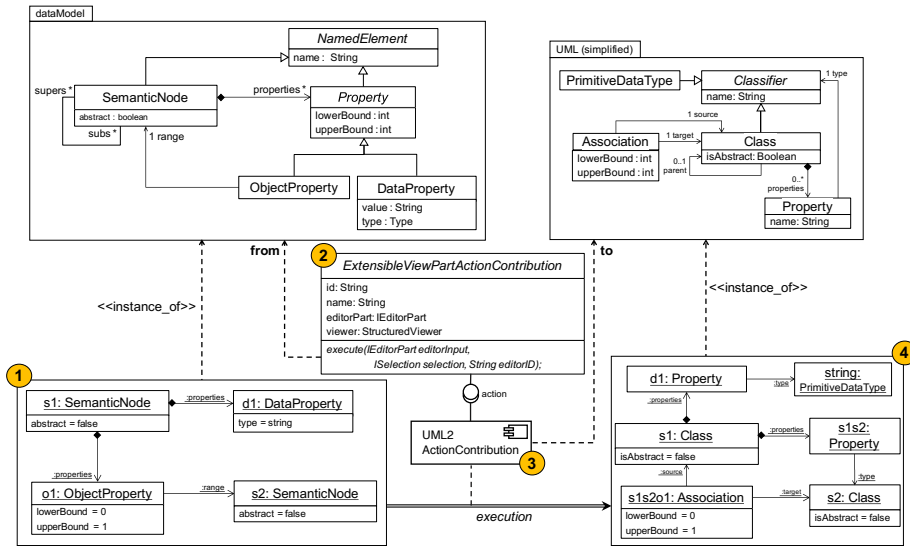 dataModel
NamedElement
name : String
supers *
SemanticNode
abstract : boolean
subs *
properties *
Property
lowerBound : int
upperBound : int
1 range
ObjectProperty
DataProperty
value : String
type : Type
UML (simplified)
PrimitiveDataType
Classifier
name: String
1 type
1 source
Association
lowerBound : int
upperBound : int
1 target
Class
isAbstract: Boolean
0..1
parent
0..*
properties
Property
name: String
from
to
<<instance_of>>
<<instance_of>>
2
ExtensibleViewPartActionContribution
id: String
name: String
editorPart: IEditorPart
viewer: StructuredViewer
execute(IEditorPart editorInput,
ISelection selection, String editorID);
action
UML2
ActionContribution
3
execution
1
s1: SemanticNode
abstract = false
:properties
d1: DataProperty
type = string
:properties
o1: ObjectProperty
lowerBound = 0
upperBound = 1
:range
s2: SemanticNode
abstract = false
4
d1: Property
:type
string:
PrimitiveDataType
:properties
s1: Class
isAbstract = false
:properties
s1s2:
Property
:source
:type
s1s2o1: Association
lowerBound = 0
upperBound = 1
:target
s2: Class
isAbstract = false